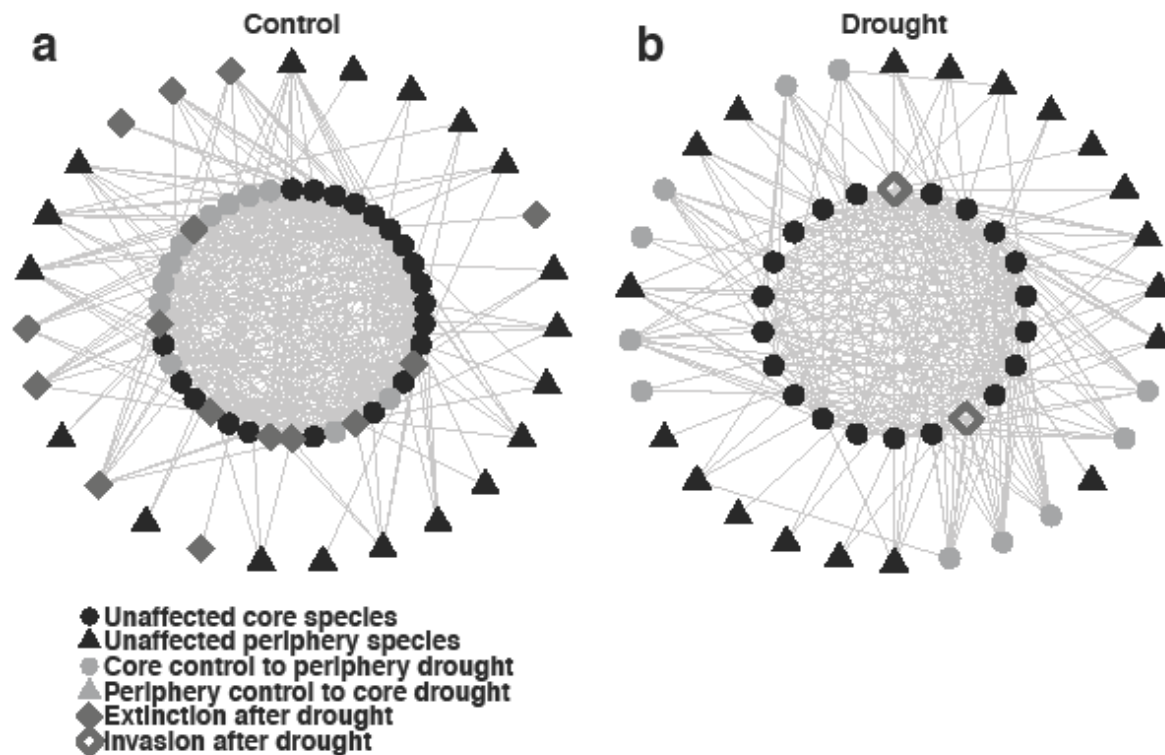 a
Control
b
Drought
Unaffected core species
Unaffected periphery species
Core control to periphery drought
Periphery control to core drought
Extinction after drought
Invasion after drought